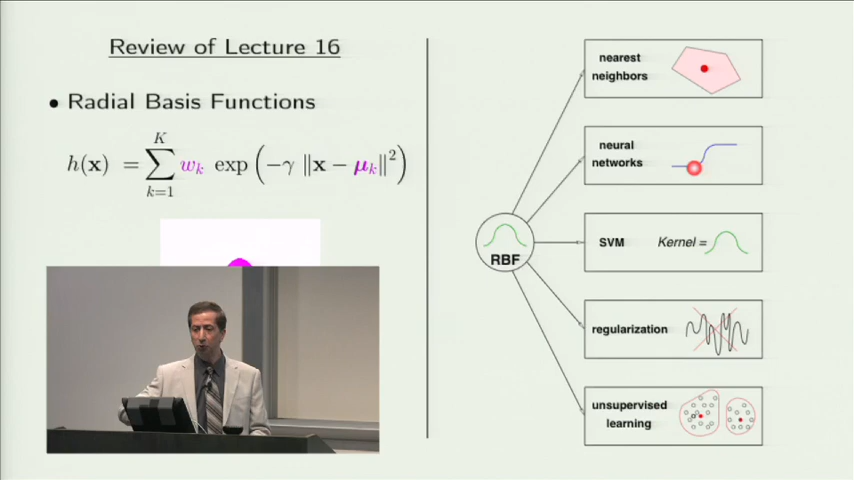 Review of Lecture 16
• Radial Basis Functions
h(x) = ∑_{k=1}^{K} w_k exp(−γ ‖x − μ_k‖²)
nearest
neighbors
neural
networks
SVM Kernel =
RBF
regularization
unsupervised
learning